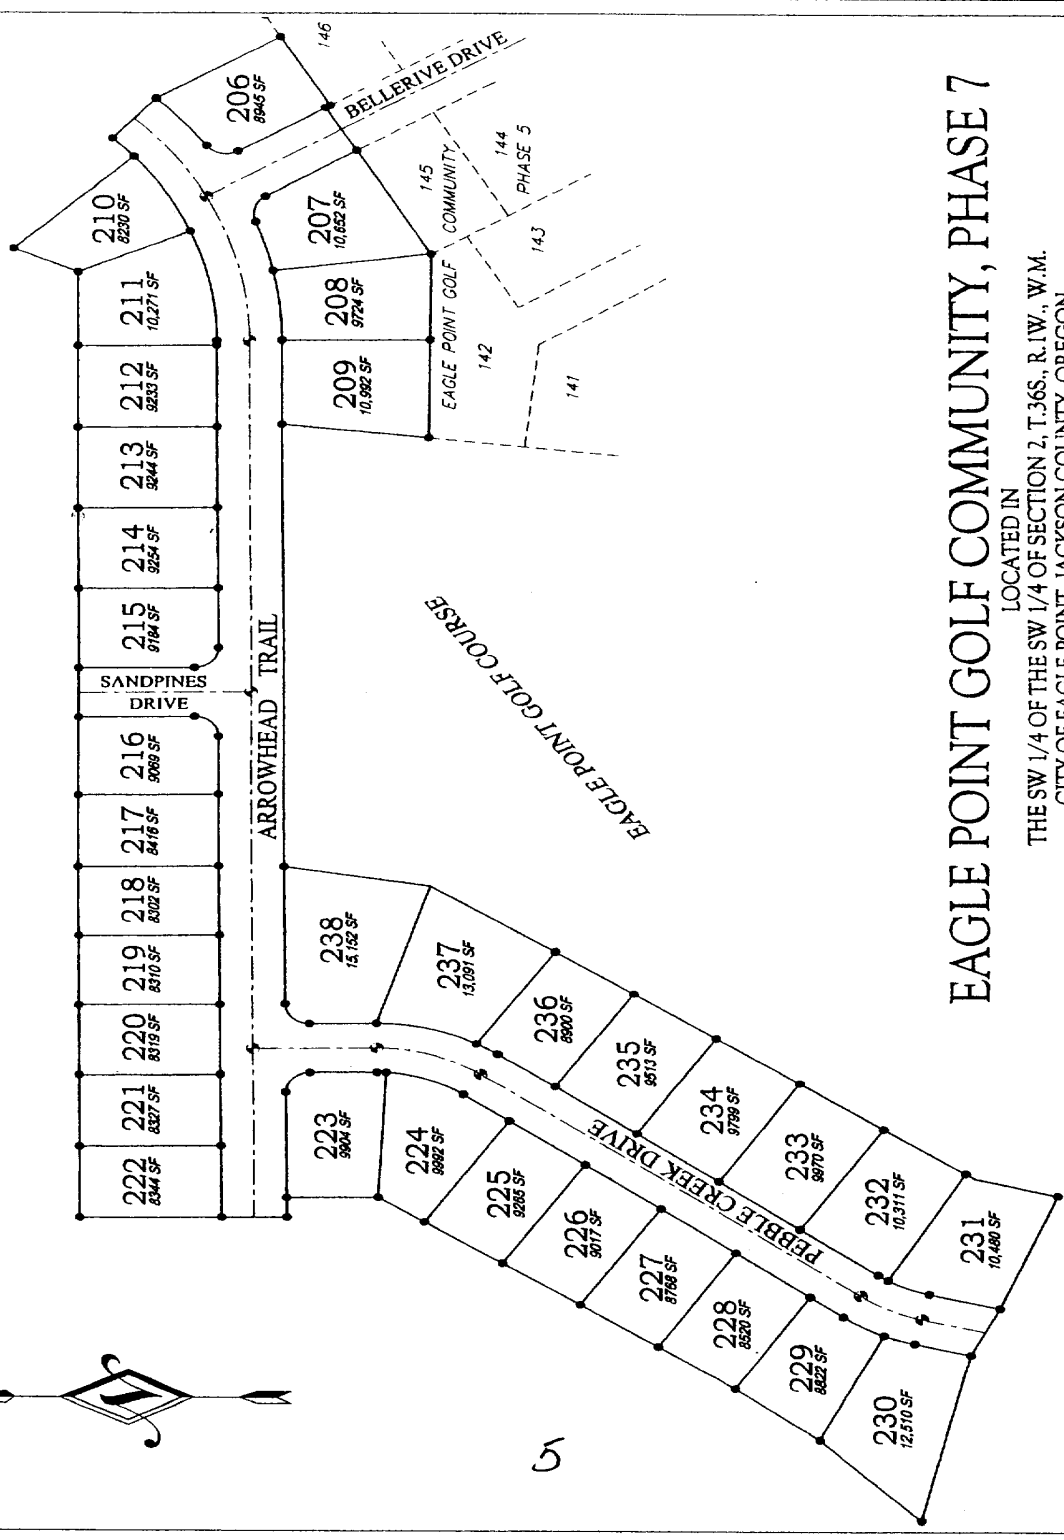 146
206
8945 SF
BELLERIVE DRIVE
210
8230 SF
207
10,652 SF
145
144
PHASE 5
143
EAGLE POINT GOLF COMMUNITY
142
141
211
10,271 SF
208
9724 SF
209
10,992 SF
212
9233 SF
213
9244 SF
214
9254 SF
215
9184 SF
SANDPINES
DRIVE
ARROWHEAD TRAIL
EAGLE POINT GOLF COURSE
216
9069 SF
217
8416 SF
218
8302 SF
219
8310 SF
220
8319 SF
221
8327 SF
222
8344 SF
238
15,152 SF
237
13,091 SF
236
8900 SF
235
9513 SF
234
9799 SF
233
9970 SF
232
10,311 SF
231
10,480 SF
PEBBLE CREEK DRIVE
223
9904 SF
224
9992 SF
225
9265 SF
226
9017 SF
227
8768 SF
228
8520 SF
229
8822 SF
230
12,510 SF
5
EAGLE POINT GOLF COMMUNITY, PHASE 7
LOCATED IN
THE SW 1/4 OF THE SW 1/4 OF SECTION 2, T.36S., R.1W., W.M.
CITY OF EAGLE POINT, JACKSON COUNTY, OREGON